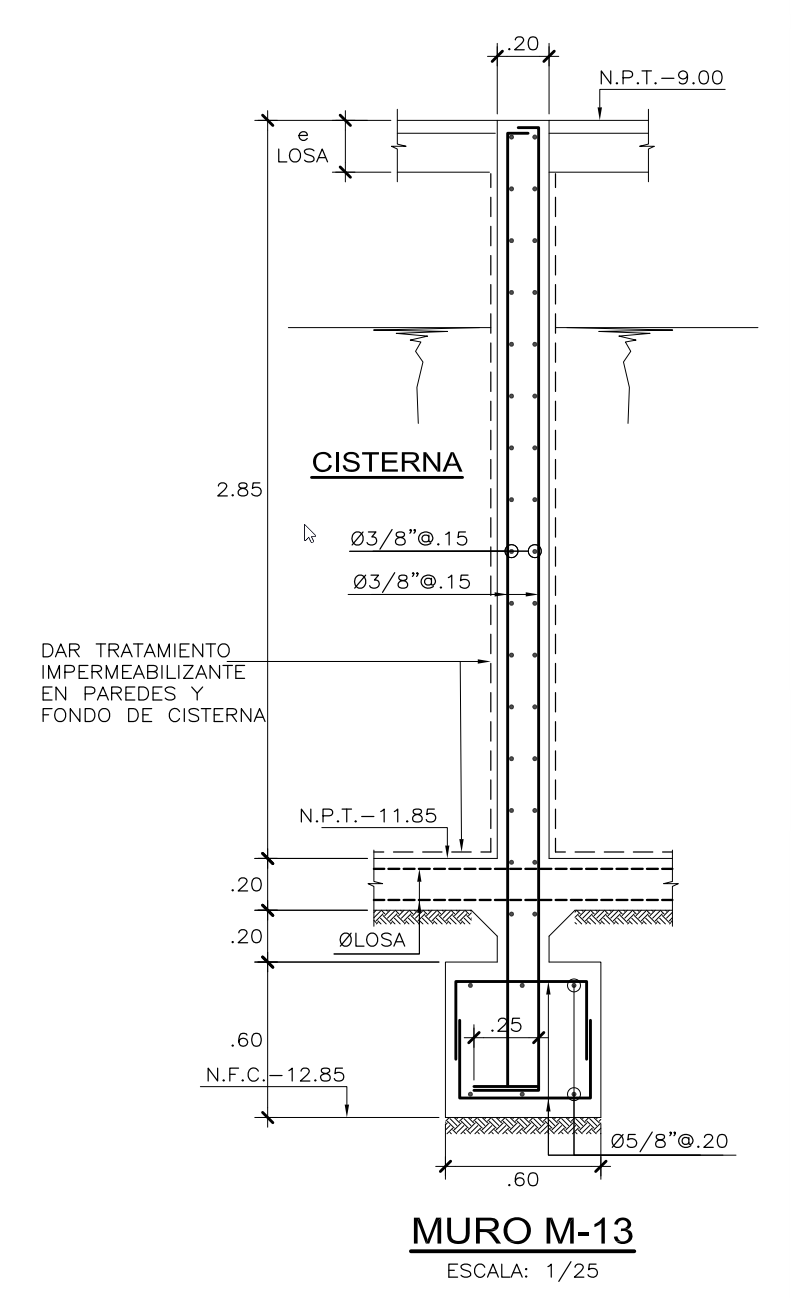 .20
N.P.T.-9.00
e
LOSA
CISTERNA
2.85
Ø3/8"@.15
Ø3/8"@.15
DAR TRATAMIENTO
IMPERMEABILIZANTE
EN PAREDES Y
FONDO DE CISTERNA
N.P.T.-11.85
.20
.20
ØLOSA
.25
.60
N.F.C.-12.85
Ø5/8"@.20
.60
MURO M-13
ESCALA: 1/25